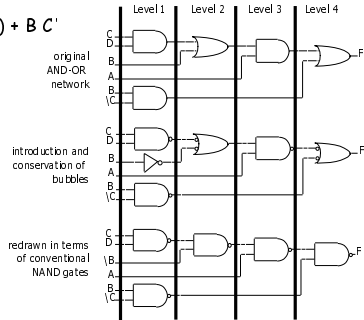 ) + B C'
Level 1 Level 2 Level 3 Level 4
original
AND-OR
network
C
D
B
A
B
\C
F
introduction and
conservation of
bubbles
C
D
B
A
B
\C
F
redrawn in terms
of conventional
NAND gates
C
D
\B
A
B
\C
F